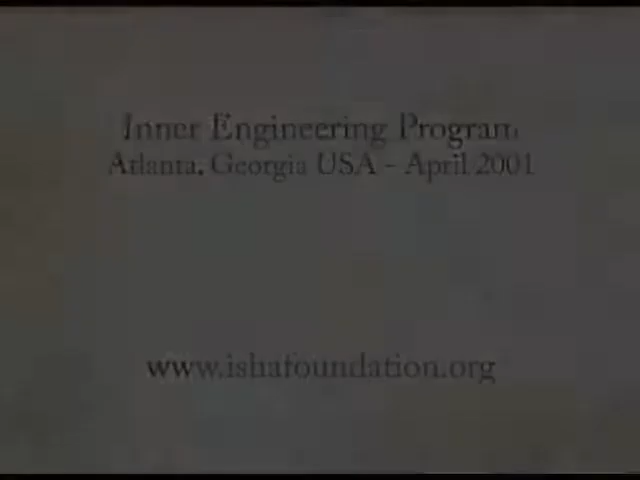 Inner Engineering Program
Atlanta, Georgia USA - April 2001
www.ishafoundation.org